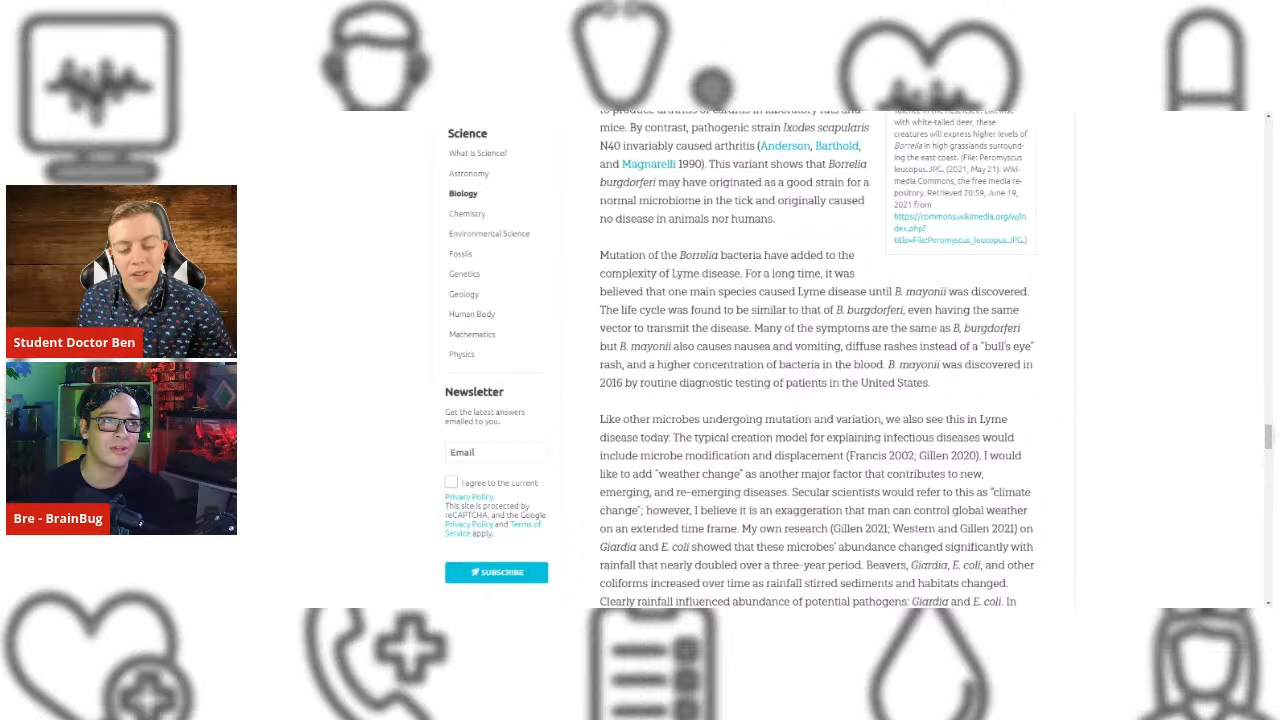 Student Doctor Ben
Bre - BrainBug
Science
What Is Science?
Astronomy
Biology
Chemistry
Environmental Science
Fossils
Genetics
Geology
Human Body
Mathematics
Physics
Newsletter
Get the latest answers
emailed to you.
Email
I agree to the current
Privacy Policy.
This site is protected by
reCAPTCHA, and the Google
Privacy Policy and Terms of
Service apply.
SUBSCRIBE
to produce arthritis or carditis in laboratory rats and
mice. By contrast, pathogenic strain Ixodes scapularis
N40 invariably caused arthritis (Anderson, Barthold,
and Magnarelli 1990). This variant shows that Borrelia
burgdorferi may have originated as a good strain for a
normal microbiome in the tick and originally caused
no disease in animals nor humans.
Mutation of the Borrelia bacteria have added to the
complexity of Lyme disease. For a long time, it was
believed that one main species caused Lyme disease until B. mayonii was discovered.
The life cycle was found to be similar to that of B. burgdorferi, even having the same
vector to transmit the disease. Many of the symptoms are the same as B, burgdorferi
but B. mayonii also causes nausea and vomiting, diffuse rashes instead of a "bull's eye"
rash, and a higher concentration of bacteria in the blood. B. mayonii was discovered in
2016 by routine diagnostic testing of patients in the United States.
Like other microbes undergoing mutation and variation, we also see this in Lyme
disease today. The typical creation model for explaining infectious diseases would
include microbe modification and displacement (Francis 2002; Gillen 2020). I would
like to add "weather change" as another major factor that contributes to new,
emerging, and re-emerging diseases. Secular scientists would refer to this as "climate
change"; however, I believe it is an exaggeration that man can control global weather
on an extended time frame. My own research (Gillen 2021; Western and Gillen 2021) on
Giardia and E. coli showed that these microbes' abundance changed significantly with
rainfall that nearly doubled over a three-year period. Beavers, Giardia, E. coli, and other
coliforms increased over time as rainfall stirred sediments and habitats changed.
Clearly rainfall influenced abundance of potential pathogens: Giardia and E. coli. In
with white-tailed deer, these
creatures will express higher levels of
Borrelia in high grasslands surround-
ing the east coast. (File: Peromyscus
leucopus.JPG. (2021, May 21). Wiki-
media Commons, the free media re-
pository. Retrieved 20:59, June 19,
2021 from
https://commons.wikimedia.org/w/in
dex.php?
title=File:Peromyscus_leucopus.JPG.)